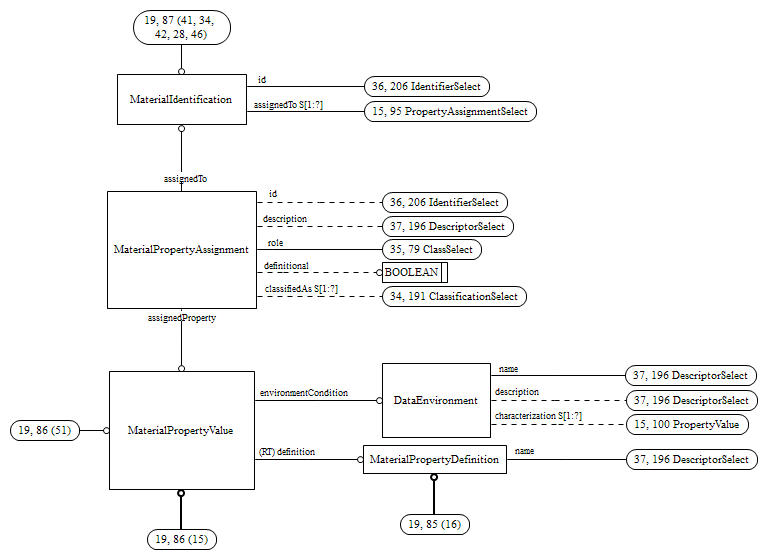 19, 87 (41, 34,
42, 28, 46)
id
36, 206 IdentifierSelect
MaterialIdentification
assignedTo S[1:?]
15, 95 PropertyAssignmentSelect
assignedTo
id
36, 206 IdentifierSelect
description
37, 196 DescriptorSelect
MaterialPropertyAssignment
role
35, 79 ClassSelect
definitional
BOOLEAN
classifiedAs S[1:?]
34, 191 ClassificationSelect
assignedProperty
name
37, 196 DescriptorSelect
environmentCondition
DataEnvironment
description
37, 196 DescriptorSelect
characterization S[1:?]
15, 100 PropertyValue
19, 86 (51)
MaterialPropertyValue
(RT) definition
MaterialPropertyDefinition
name
37, 196 DescriptorSelect
19, 85 (16)
19, 86 (15)